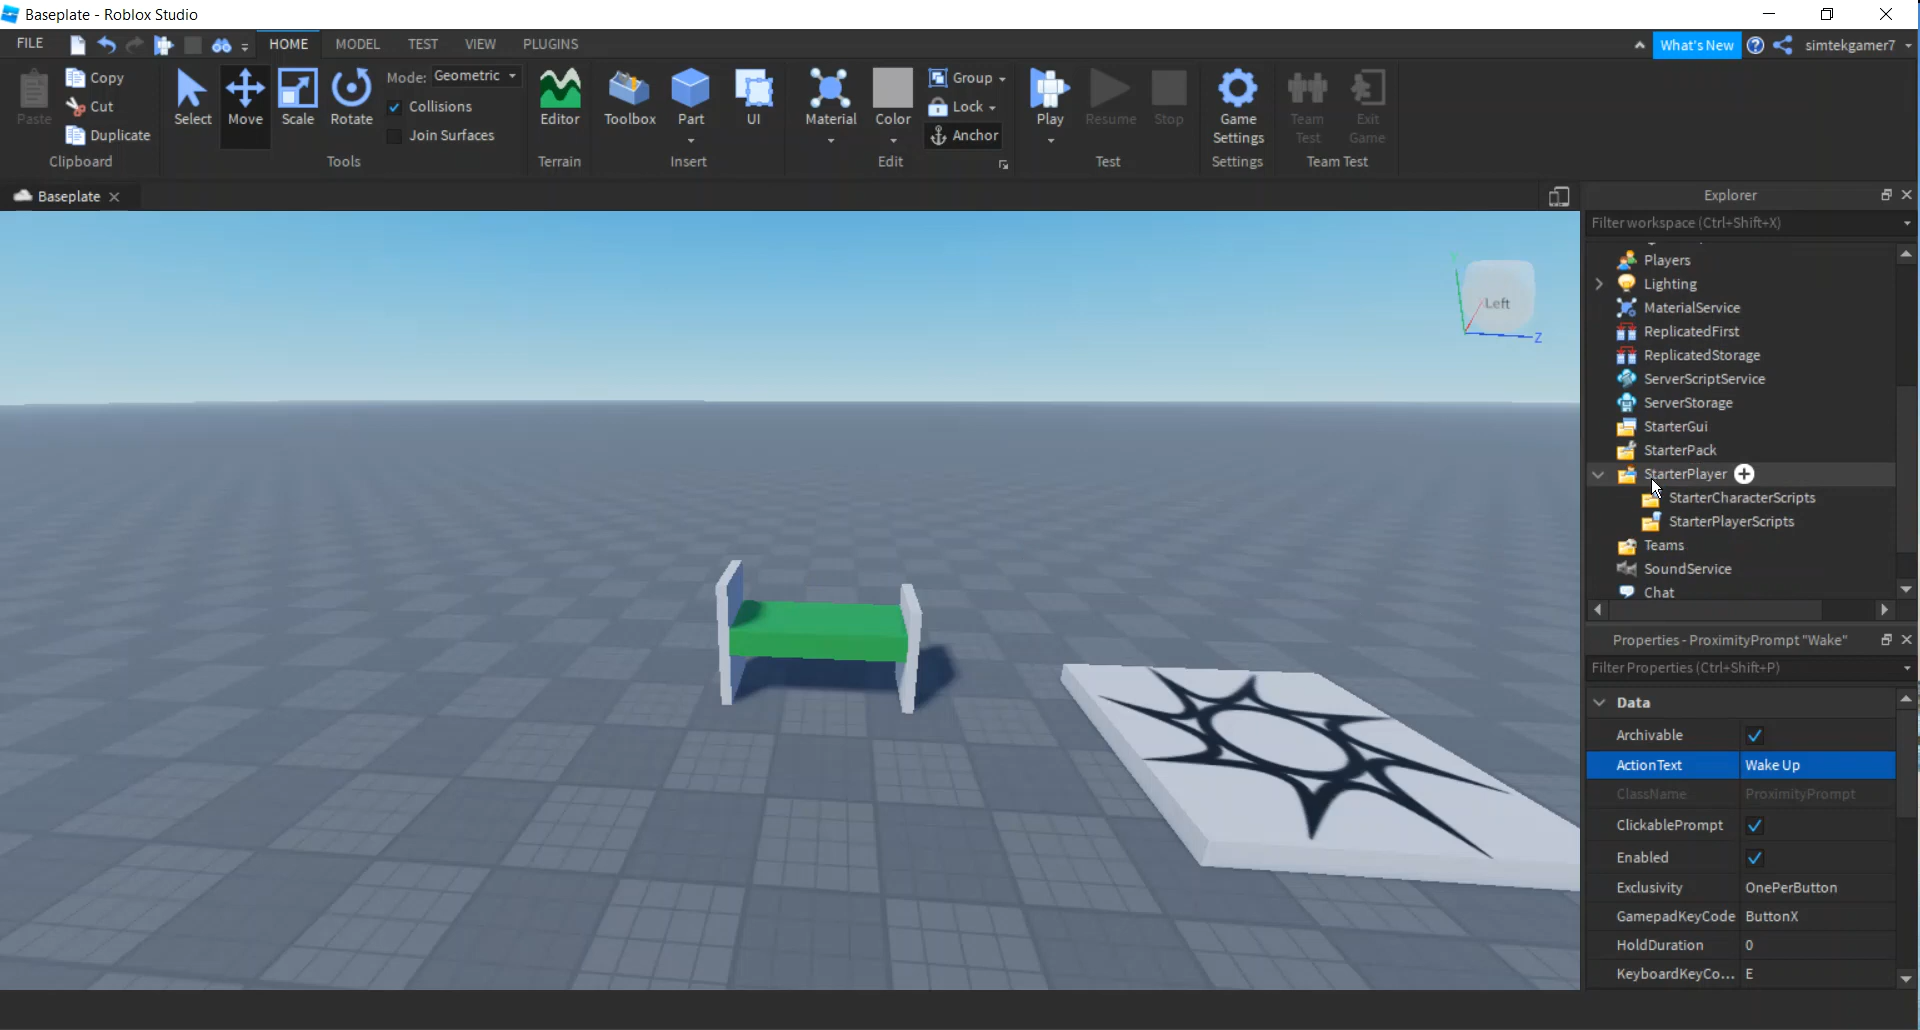 Baseplate - Roblox Studio
FILE HOME MODEL TEST VIEW PLUGINS What's New simtekgamer7
Paste
Copy
Cut
Duplicate
Clipboard
Select
Move
Scale
Rotate
Mode: Geometric
Collisions
Join Surfaces
Tools
Editor
Terrain
Toolbox
Part
UI
Insert
Material
Color
Group
Lock
Anchor
Edit
Play
Resume
Stop
Test
Game
Settings
Settings
Team
Test
Exit
Game
Team Test
Baseplate
Left
Z
Explorer
Filter workspace (Ctrl+Shift+X)
Players
Lighting
MaterialService
ReplicatedFirst
ReplicatedStorage
ServerScriptService
ServerStorage
StarterGui
StarterPack
StarterPlayer
StarterCharacterScripts
StarterPlayerScripts
Teams
SoundService
Chat
Properties - ProximityPrompt "Wake"
Filter Properties (Ctrl+Shift+P)
Data
Archivable
ActionText Wake Up
ClassName ProximityPrompt
ClickablePrompt
Enabled
Exclusivity OnePerButton
GamepadKeyCode ButtonX
HoldDuration 0
KeyboardKeyCo... E